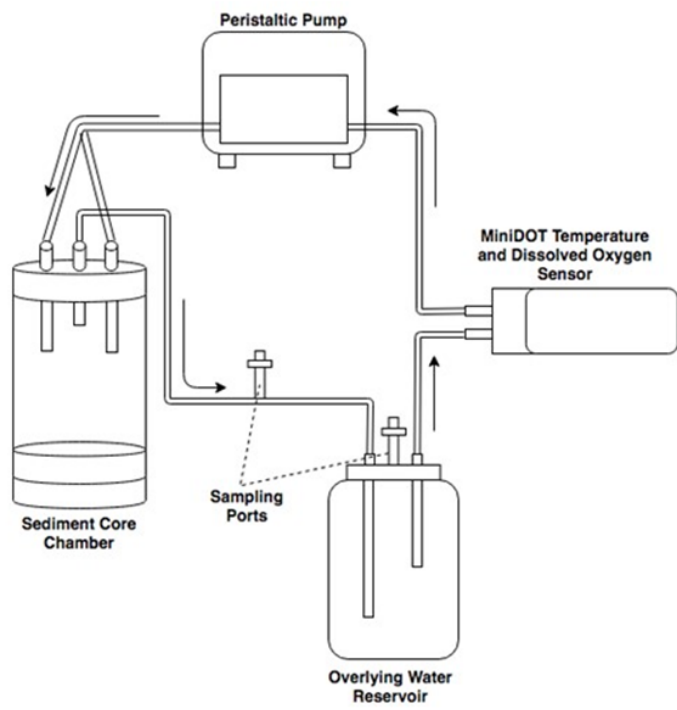 Peristaltic Pump
MiniDOT Temperature
and Dissolved Oxygen
Sensor
Sampling
Ports
Sediment Core
Chamber
Overlying Water
Reservoir